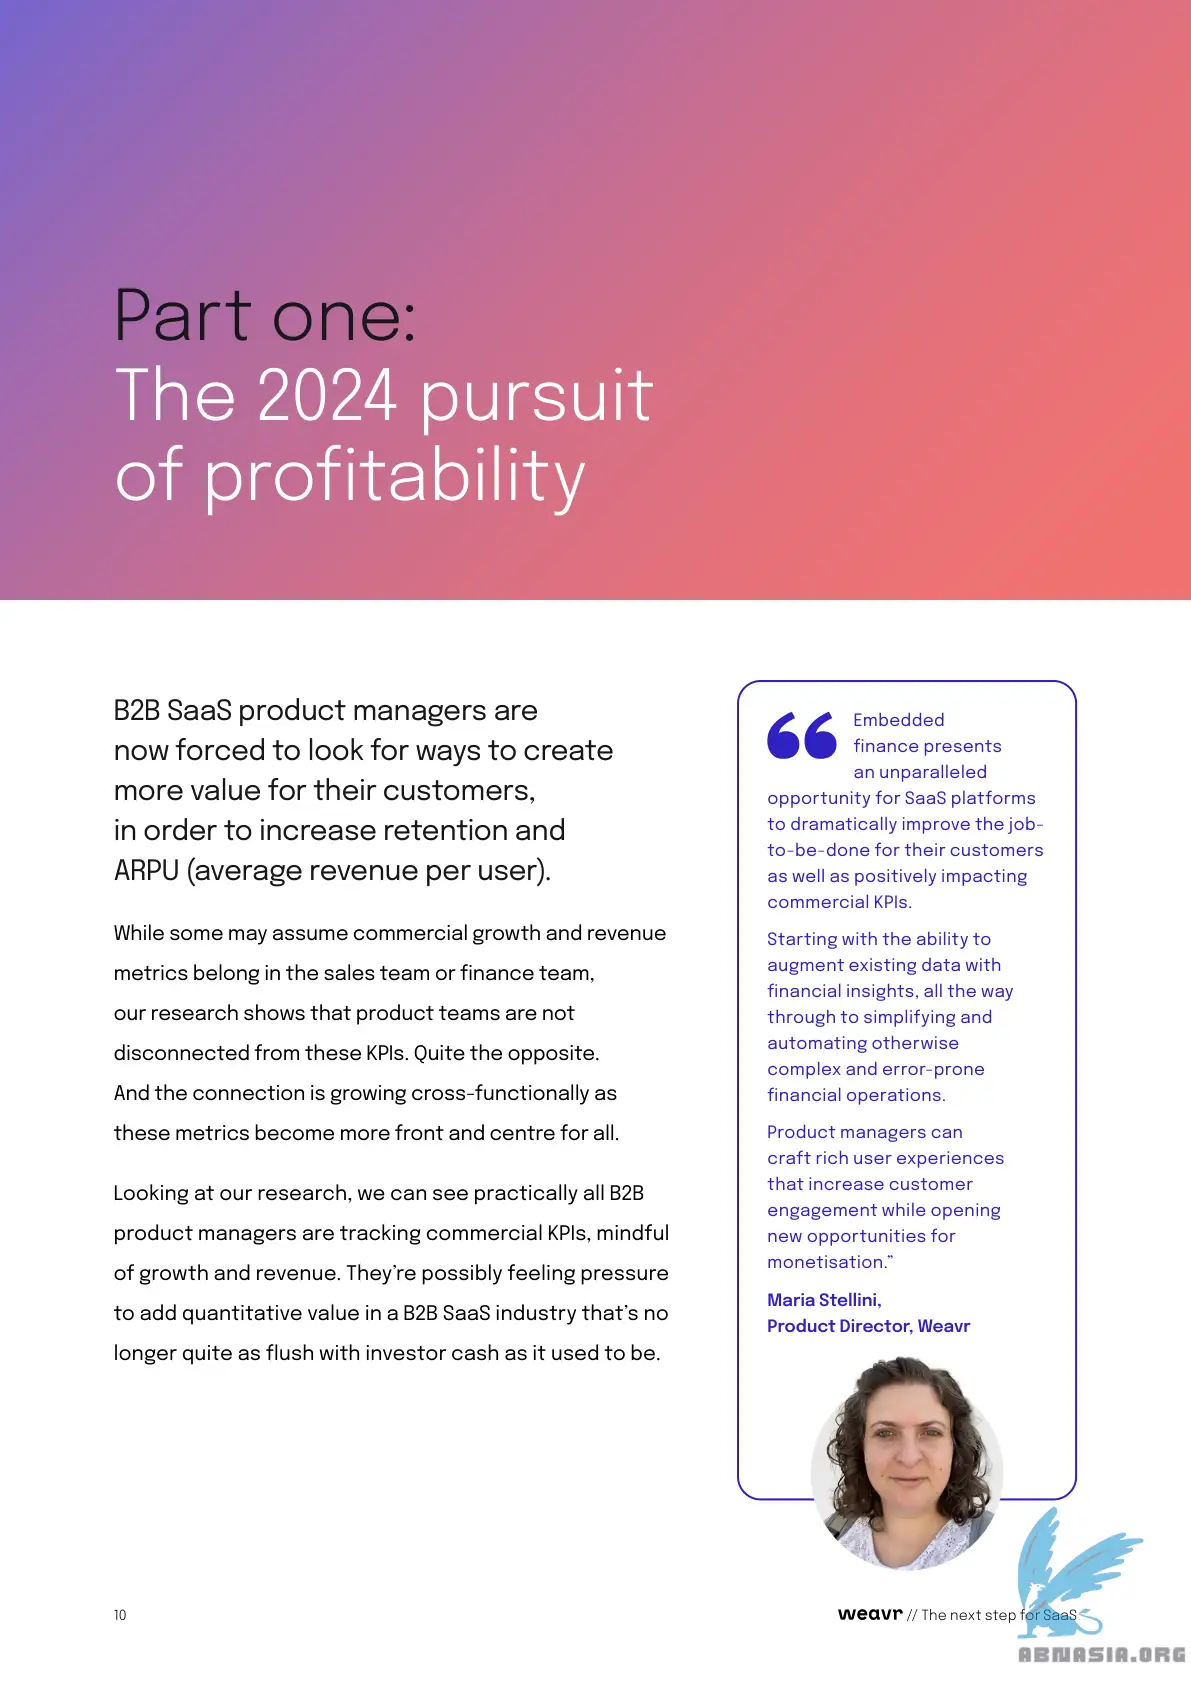 Part one:
The 2024 pursuit
of profitability
B2B SaaS product managers are
now forced to look for ways to create
more value for their customers,
in order to increase retention and
ARPU (average revenue per user).
While some may assume commercial growth and revenue
metrics belong in the sales team or finance team,
our research shows that product teams are not
disconnected from these KPIs. Quite the opposite.
And the connection is growing cross-functionally as
these metrics become more front and centre for all.
Looking at our research, we can see practically all B2B
product managers are tracking commercial KPIs, mindful
of growth and revenue. They’re possibly feeling pressure
to add quantitative value in a B2B SaaS industry that’s no
longer quite as flush with investor cash as it used to be.
“
Embedded
finance presents
an unparalleled
opportunity for SaaS platforms
to dramatically improve the job-
to-be-done for their customers
as well as positively impacting
commercial KPIs.
Starting with the ability to
augment existing data with
financial insights, all the way
through to simplifying and
automating otherwise
complex and error-prone
financial operations.
Product managers can
craft rich user experiences
that increase customer
engagement while opening
new opportunities for
monetisation.”
Maria Stellini,
Product Director, Weavr
10
weavr // The next step for SaaS
ABNASIA.ORG